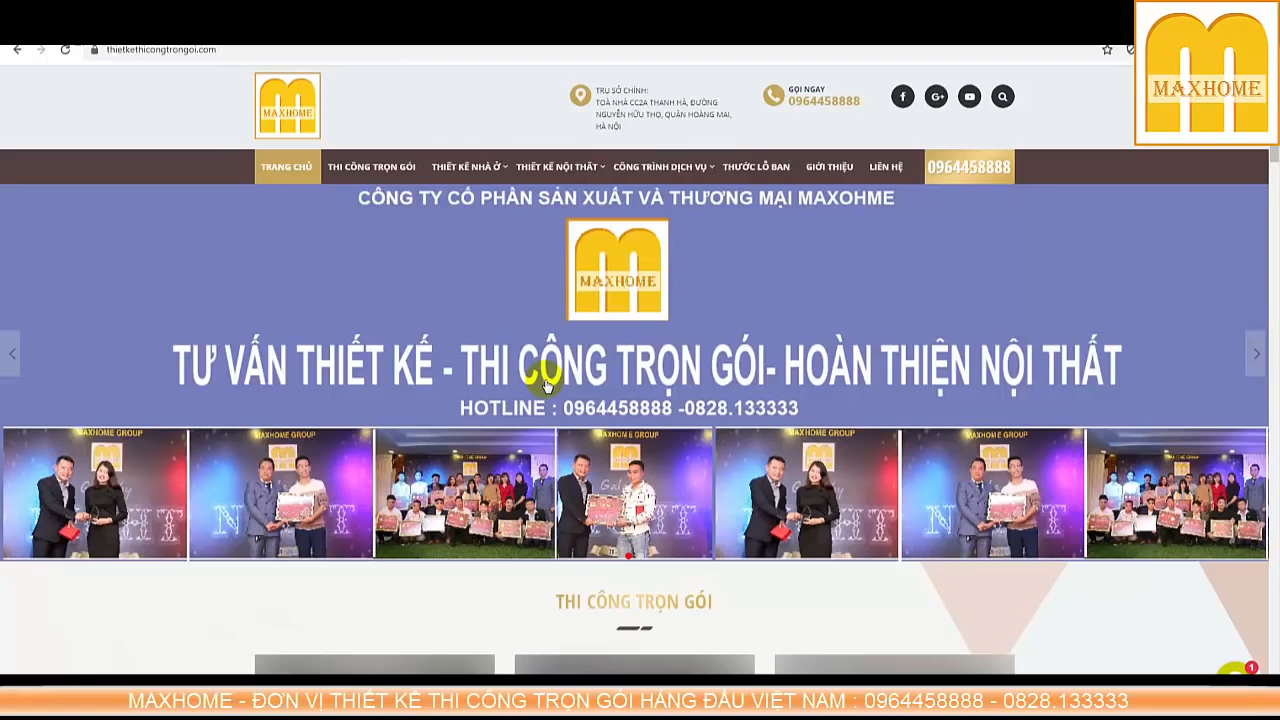 thietkethicongtrongoi.com
MAXHOME
MAXHOME
TRỤ SỞ CHÍNH:
TOÀ NHÀ CC2A THANH HÀ, ĐƯỜNG
NGUYỄN HỮU THỌ, QUẬN HOÀNG MAI,
HÀ NỘI
GỌI NGAY
0964458888
TRANG CHỦ THI CÔNG TRỌN GÓI THIẾT KẾ NHÀ Ở THIẾT KẾ NỘI THẤT CÔNG TRÌNH DỊCH VỤ THƯỚC LỖ BAN GIỚI THIỆU LIÊN HỆ 0964458888
CÔNG TY CỔ PHẦN SẢN XUẤT VÀ THƯƠNG MẠI MAXOHME
MAXHOME
TƯ VẤN THIẾT KẾ - THI CÔNG TRỌN GÓI- HOÀN THIỆN NỘI THẤT
HOTLINE : 0964458888 -0828.133333
MAXHOME GROUP MAXHOME GROUP MAXHOME GROUP MAXHOME GROUP MAXHOME GROUP
THI CÔNG TRỌN GÓI
1
MAXHOME - ĐƠN VỊ THIẾT KẾ THI CÔNG TRỌN GÓI HÀNG ĐẦU VIỆT NAM : 0964458888 - 0828.133333